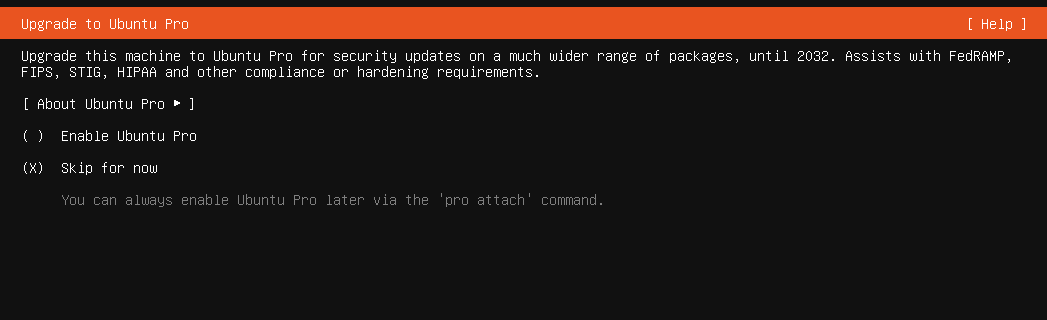 Upgrade to Ubuntu Pro [ Help ]
Upgrade this machine to Ubuntu Pro for security updates on a much wider range of packages, until 2032. Assists with FedRAMP,
FIPS, STIG, HIPAA and other compliance or hardening requirements.
[ About Ubuntu Pro ► ]
( ) Enable Ubuntu Pro
(X) Skip for now
You can always enable Ubuntu Pro later via the 'pro attach' command.